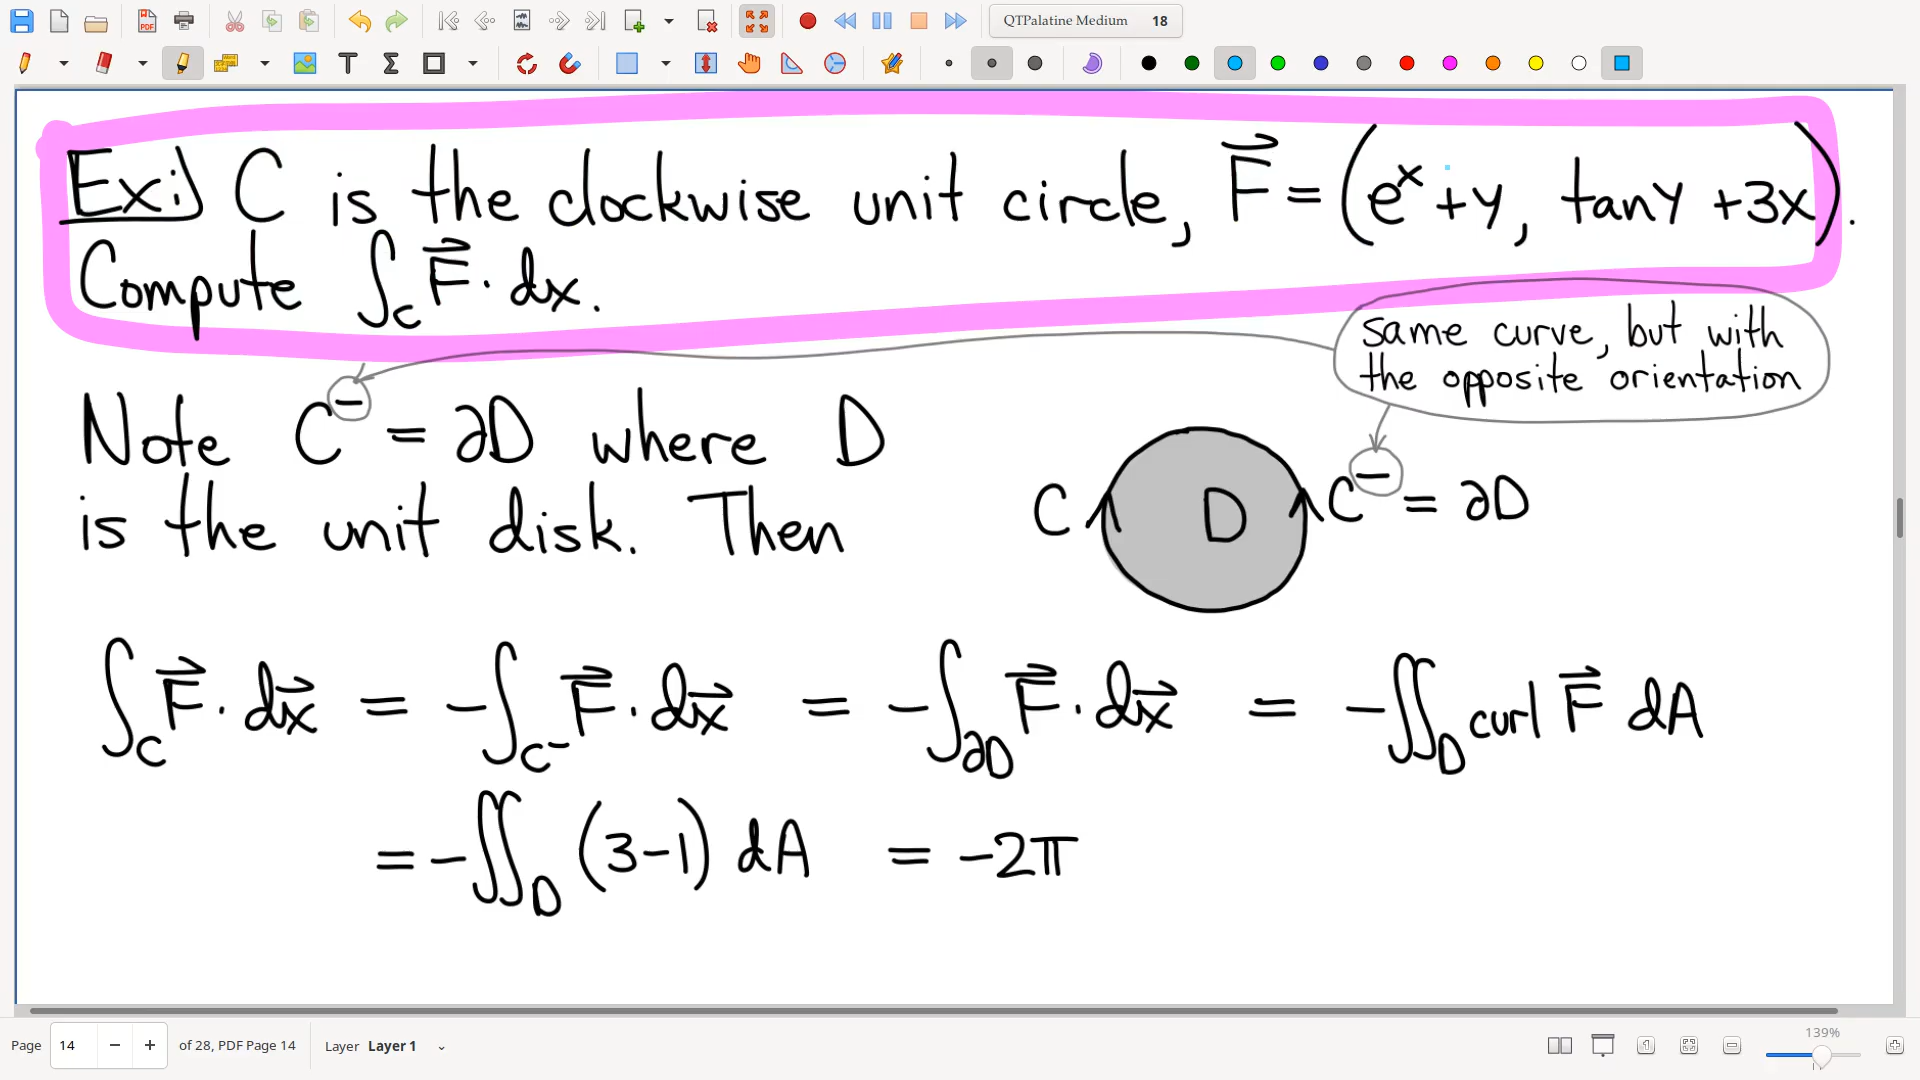 QTPalatine Medium 18
Ex: C is the clockwise unit circle, F⃗ = (eˣ + y, tan y + 3x).
Compute ∫_C F⃗ · dx.
same curve, but with
the opposite orientation
Note C⁻ = ∂D where D
is the unit disk. Then
C D C⁻ = ∂D
∫_C F⃗ · dx⃗ = -∫_C⁻ F⃗ · dx⃗ = -∫_∂D F⃗ · dx⃗ = -∬_D curl F⃗ dA
= -∬_D (3-1) dA = -2π
Page 14 of 28, PDF Page 14 Layer Layer 1 139%